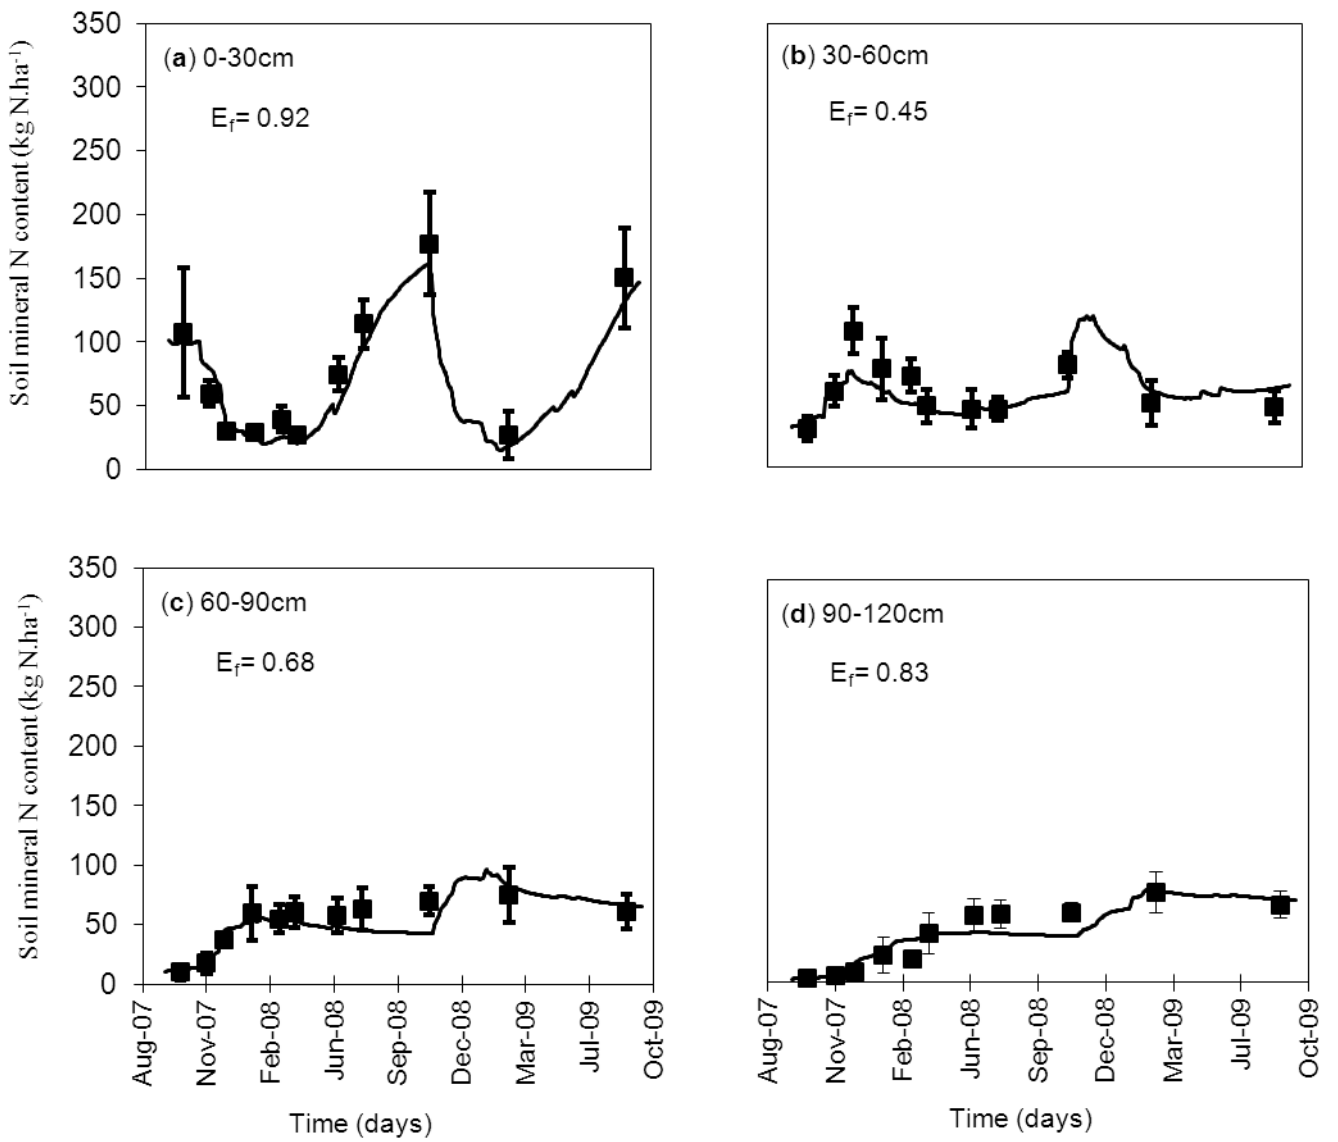 Soil mineral N content (kg N.ha-1)
350
300
250
200
150
100
50
0
(a) 0-30cm
Ef= 0.92
(b) 30-60cm
Ef= 0.45
Soil mineral N content (kg N.ha-1)
350
300
250
200
150
100
50
0
(c) 60-90cm
Ef= 0.68
Aug-07
Nov-07
Feb-08
Jun-08
Sep-08
Dec-08
Mar-09
Jul-09
Oct-09
Time (days)
(d) 90-120cm
Ef= 0.83
Aug-07
Nov-07
Feb-08
Jun-08
Sep-08
Dec-08
Mar-09
Jul-09
Oct-09
Time (days)